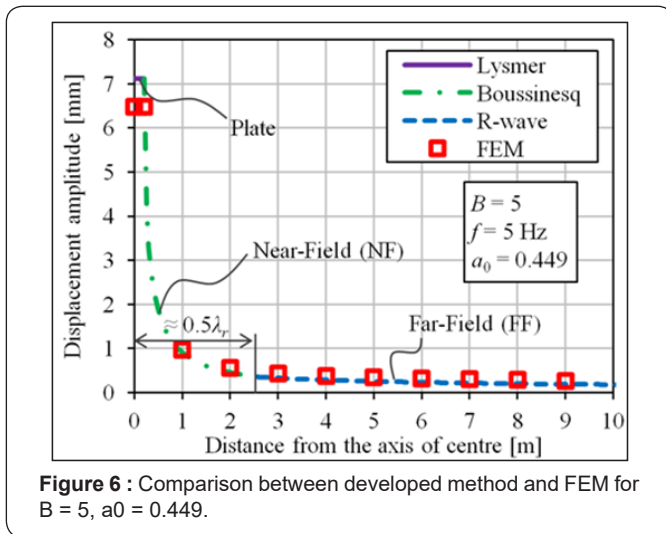 8
7
6
5
4
3
2
1
0
Displacement amplitude [mm]
Lysmer
Boussinesq
R-wave
FEM
Plate
B = 5
f = 5 Hz
a₀ = 0.449
Near-Field (NF)
≈ 0.5λᵣ
Far-Field (FF)
0 1 2 3 4 5 6 7 8 9 10
Distance from the axis of centre [m]
Figure 6 : Comparison between developed method and FEM for
B = 5, a0 = 0.449.